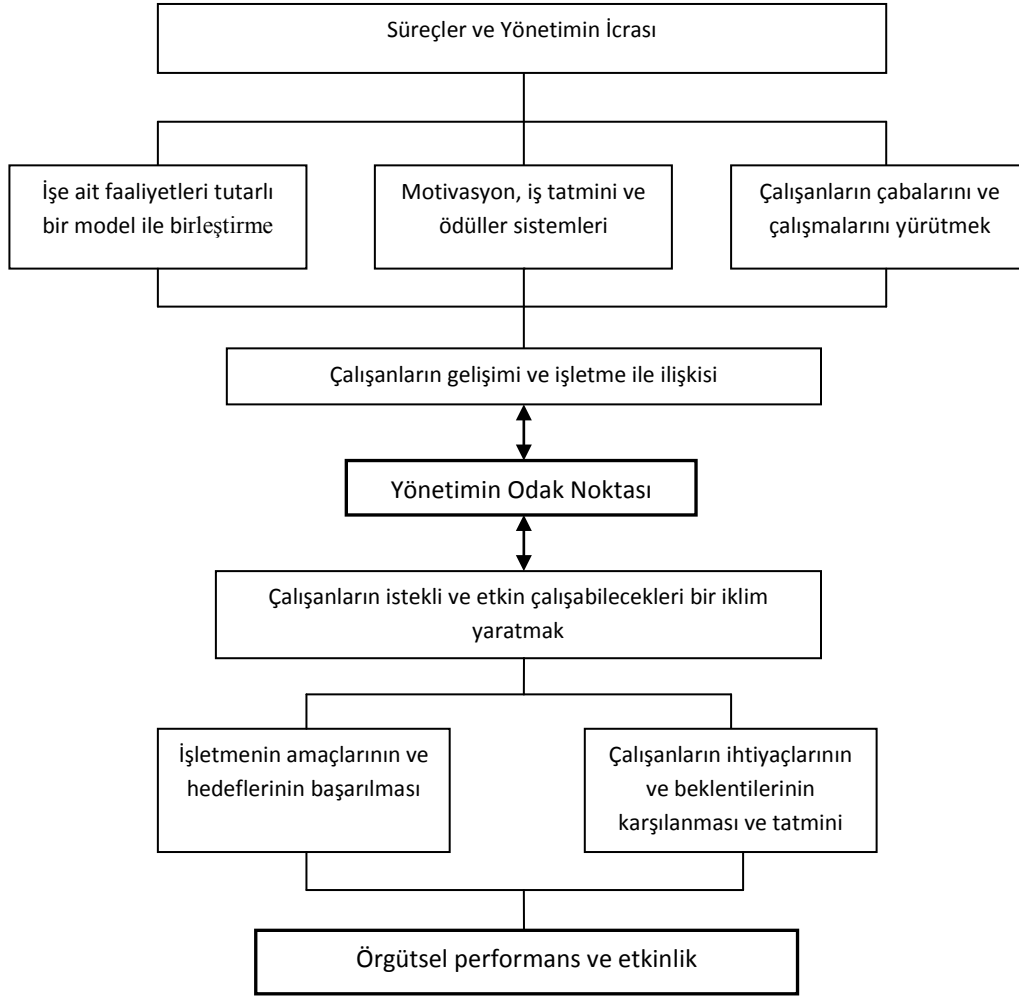 Süreçler ve Yönetimin İcrası
İşe ait faaliyetleri tutarlı
bir model ile birleştirme
Motivasyon, iş tatmini ve
ödüller sistemleri
Çalışanların çabalarını ve
çalışmalarını yürütmek
Çalışanların gelişimi ve işletme ile ilişkisi
Yönetimin Odak Noktası
Çalışanların istekli ve etkin çalışabilecekleri bir iklim
yaratmak
İşletmenin amaçlarının ve
hedeflerinin başarılması
Çalışanların ihtiyaçlarının
ve beklentilerinin
karşılanması ve tatmini
Örgütsel performans ve etkinlik